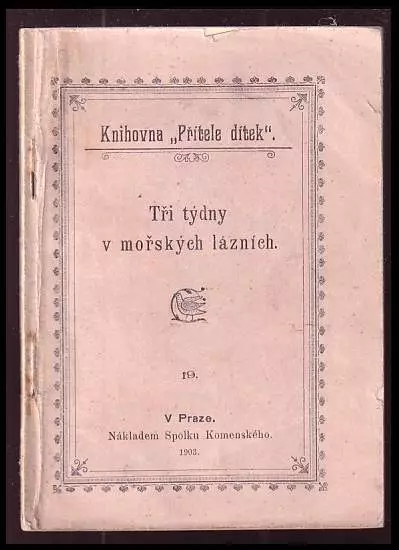 Knihovna „Přítele dítek“.
Tři týdny
v mořských lázních.
19.
V Praze.
Nákladem Spolku Komenského.
1903.